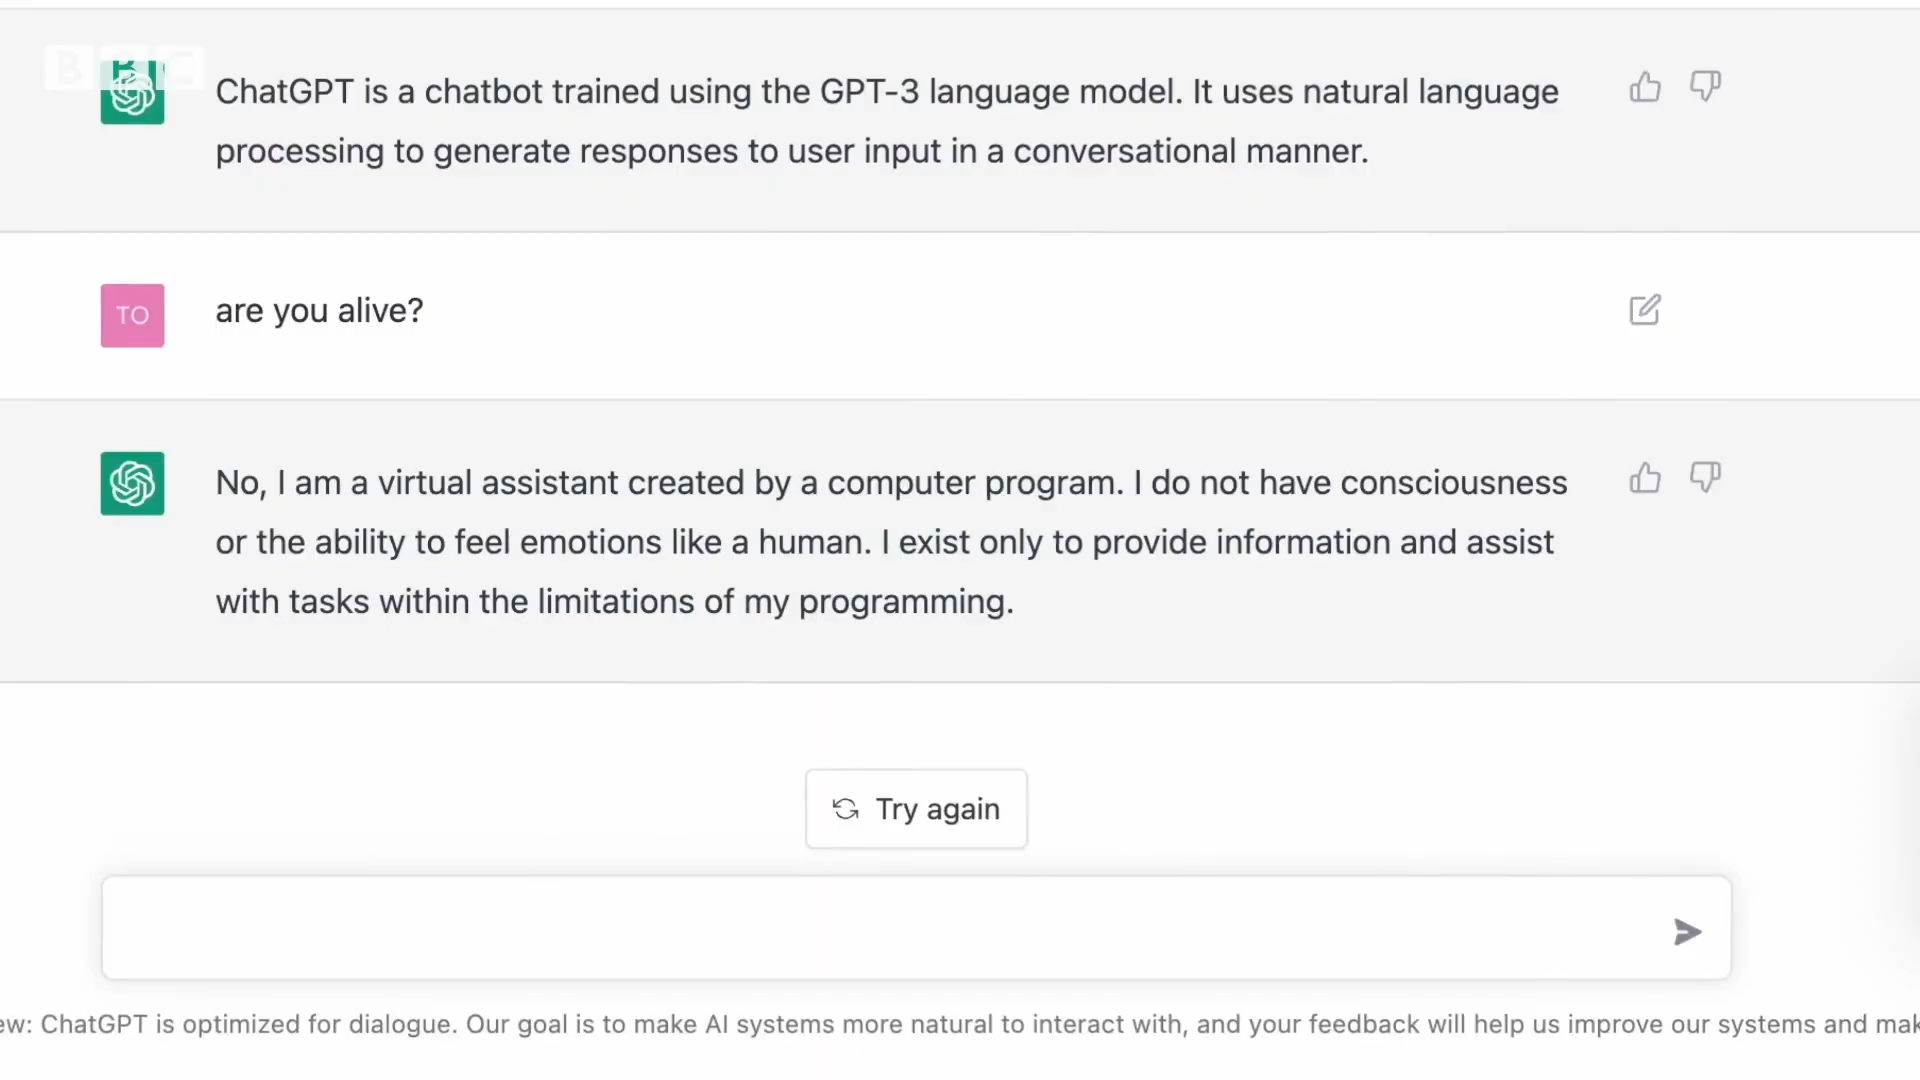 BBC
ChatGPT is a chatbot trained using the GPT-3 language model. It uses natural language
processing to generate responses to user input in a conversational manner.
TO
are you alive?
No, I am a virtual assistant created by a computer program. I do not have consciousness
or the ability to feel emotions like a human. I exist only to provide information and assist
with tasks within the limitations of my programming.
Try again
ew: ChatGPT is optimized for dialogue. Our goal is to make AI systems more natural to interact with, and your feedback will help us improve our systems and mak